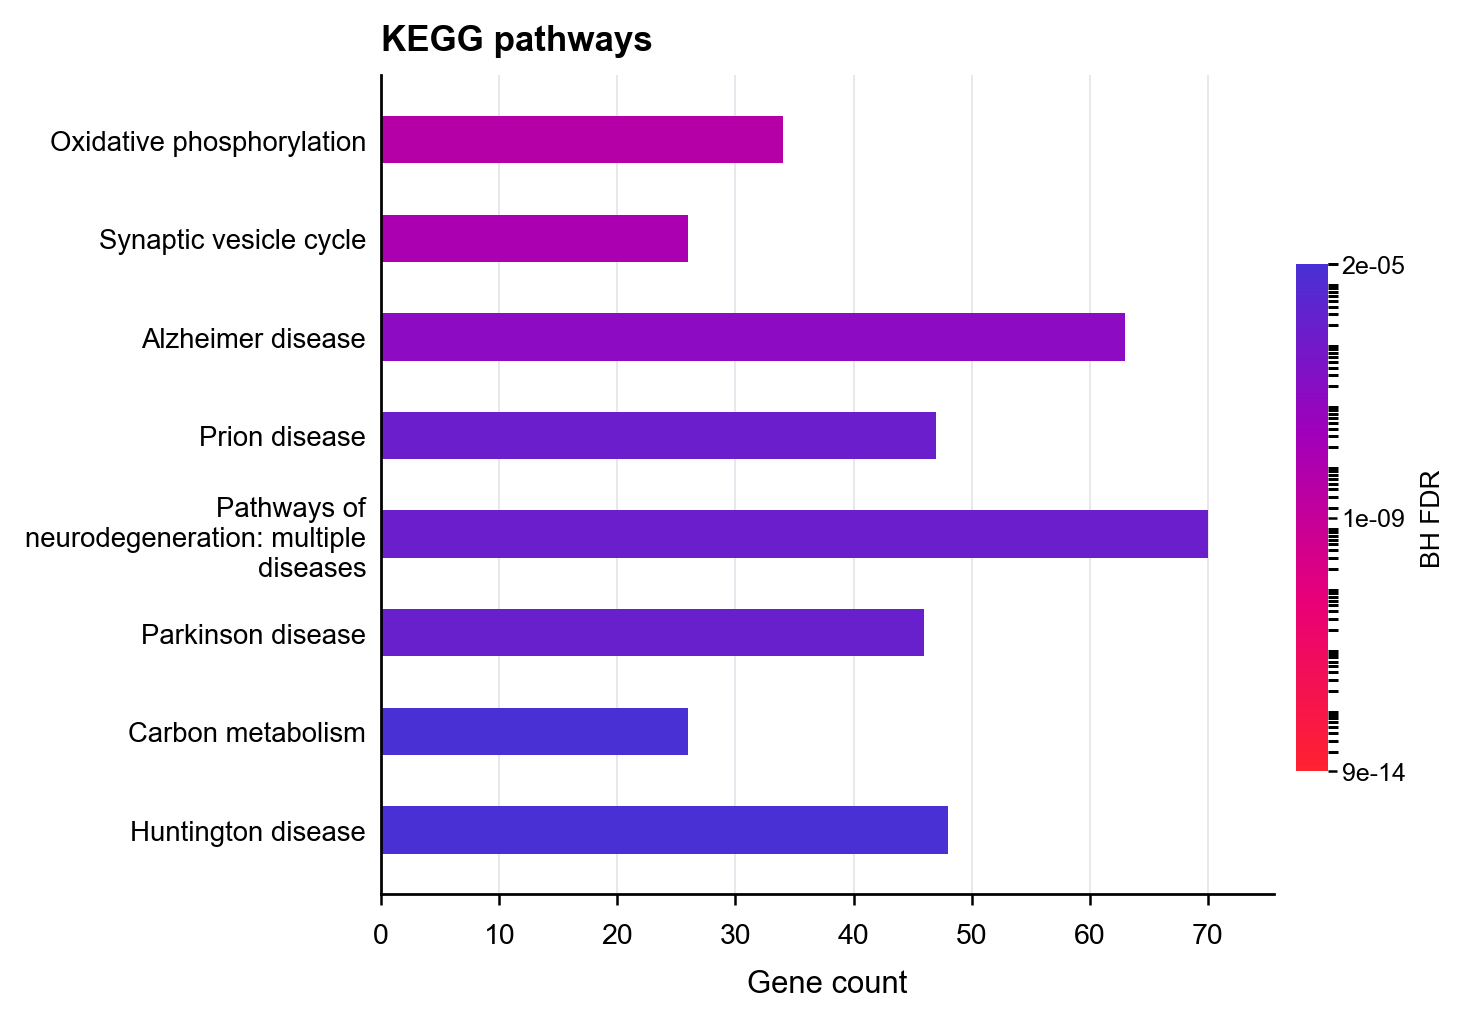 KEGG pathways
Oxidative phosphorylation
Synaptic vesicle cycle
Alzheimer disease
Prion disease
Pathways of
neurodegeneration: multiple
diseases
Parkinson disease
Carbon metabolism
Huntington disease
0 10 20 30 40 50 60 70
Gene count
2e-05
1e-09
9e-14
BH FDR